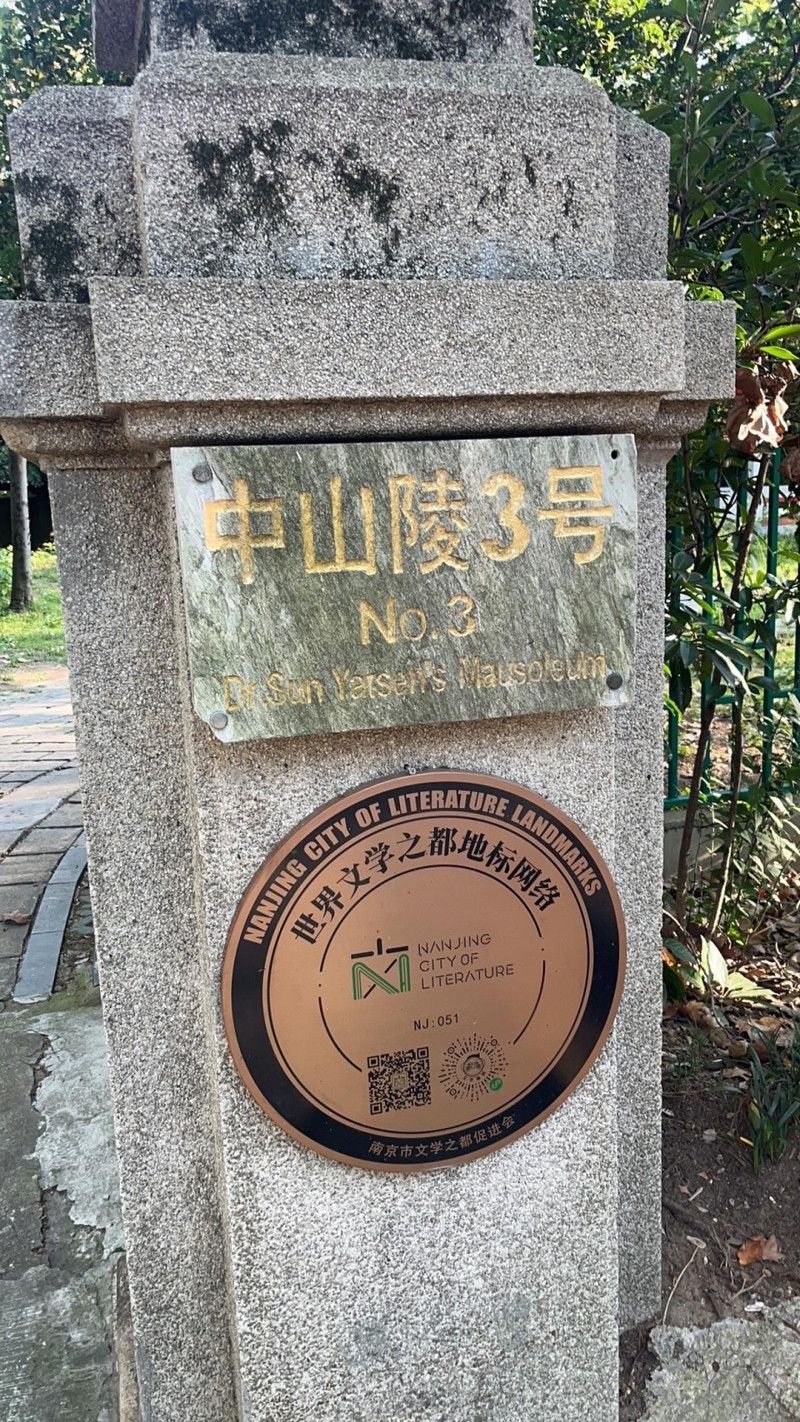 中山陵3号
No.3
Dr.Sun Yatsen's Mausoleum
NANJING CITY OF LITERATURE LANDMARKS
世界文学之都地标网络
NANJING
CITY OF
LITERATURE
NJ:051
南京市文学之都促进会